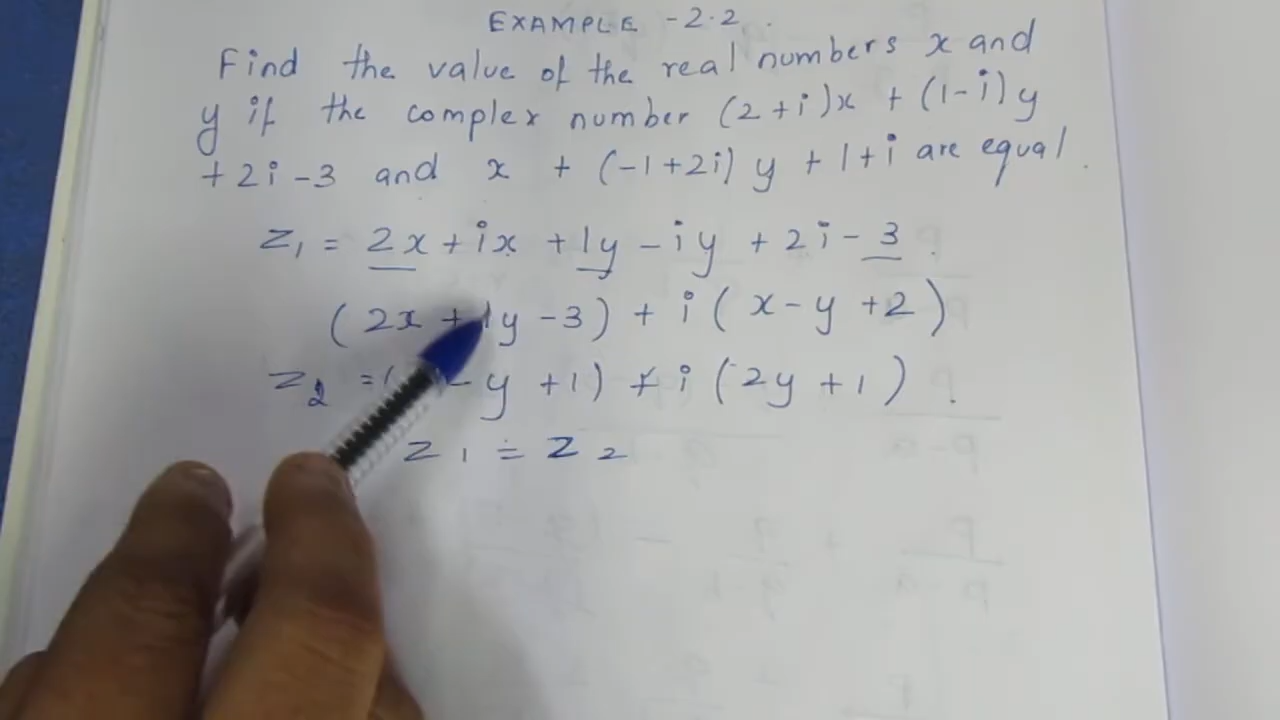 EXAMPLE - 2.2 .
Find the value of the real numbers x and
y if the complex number (2+i)x + (1-i)y
+2i-3 and x + (-1+2i) y + 1+i are equal.
Z₁ = 2x + ix + 1y - iy + 2i - 3 .
(2x + 1y - 3) + i ( x - y + 2 )
Z₂ = ( - y + 1) + i ( 2y + 1 ) .
Z₁ = Z₂